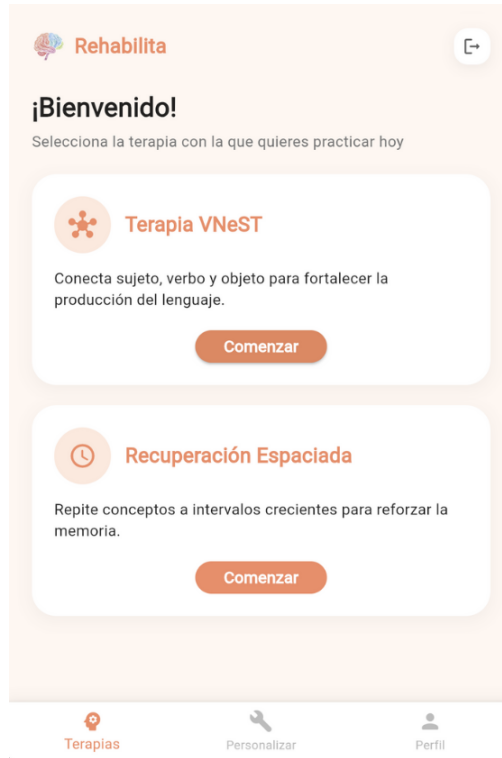 Rehabilita
¡Bienvenido!
Selecciona la terapia con la que quieres practicar hoy
Terapia VNeST
Conecta sujeto, verbo y objeto para fortalecer la
producción del lenguaje.
Comenzar
Recuperación Espaciada
Repite conceptos a intervalos crecientes para reforzar la
memoria.
Comenzar
Terapias
Personalizar
Perfil